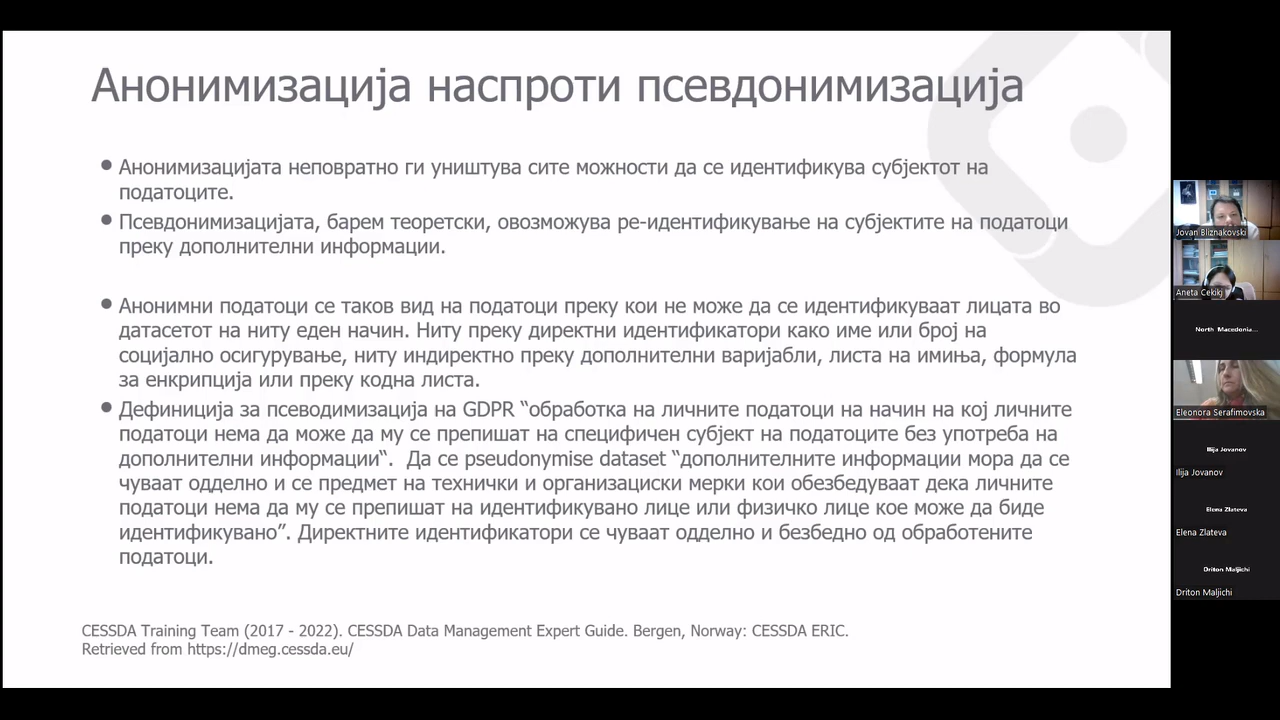 Анонимизација наспроти псевдонимизација
Анонимизацијата неповратно ги уништува сите можности да се идентификува субјектот на
податоците.
Псевдонимизацијата, барем теоретски, овозможува ре-идентификување на субјектите на податоци
преку дополнителни информации.
Анонимни податоци се таков вид на податоци преку кои не може да се идентификуваат лицата во
датасетот на ниту еден начин. Ниту преку директни идентификатори како име или број на
социјално осигурување, ниту индиректно преку дополнителни варијабли, листа на имиња, формула
за енкрипција или преку кодна листа.
Дефиниција за псеводимизација на GDPR “обработка на личните податоци на начин на кој личните
податоци нема да може да му се препишат на специфичен субјект на податоците без употреба на
дополнителни информации“. Да се pseudonymise dataset “дополнителните информации мора да се
чуваат одделно и се предмет на технички и организациски мерки кои обезбедуваат дека личните
податоци нема да му се препишат на идентификувано лице или физичко лице кое може да биде
идентификувано”. Директните идентификатори се чуваат одделно и безбедно од обработените
податоци.
CESSDA Training Team (2017 - 2022). CESSDA Data Management Expert Guide. Bergen, Norway: CESSDA ERIC.
Retrieved from https://dmeg.cessda.eu/
Jovan Bliznakovski
Aneta Cekikj
North Macedonia...
Eleonora Serafimovska
Ilija Jovanov
Ilija Jovanov
Elena Zlateva
Elena Zlateva
Driton Maljichi
Driton Maljichi